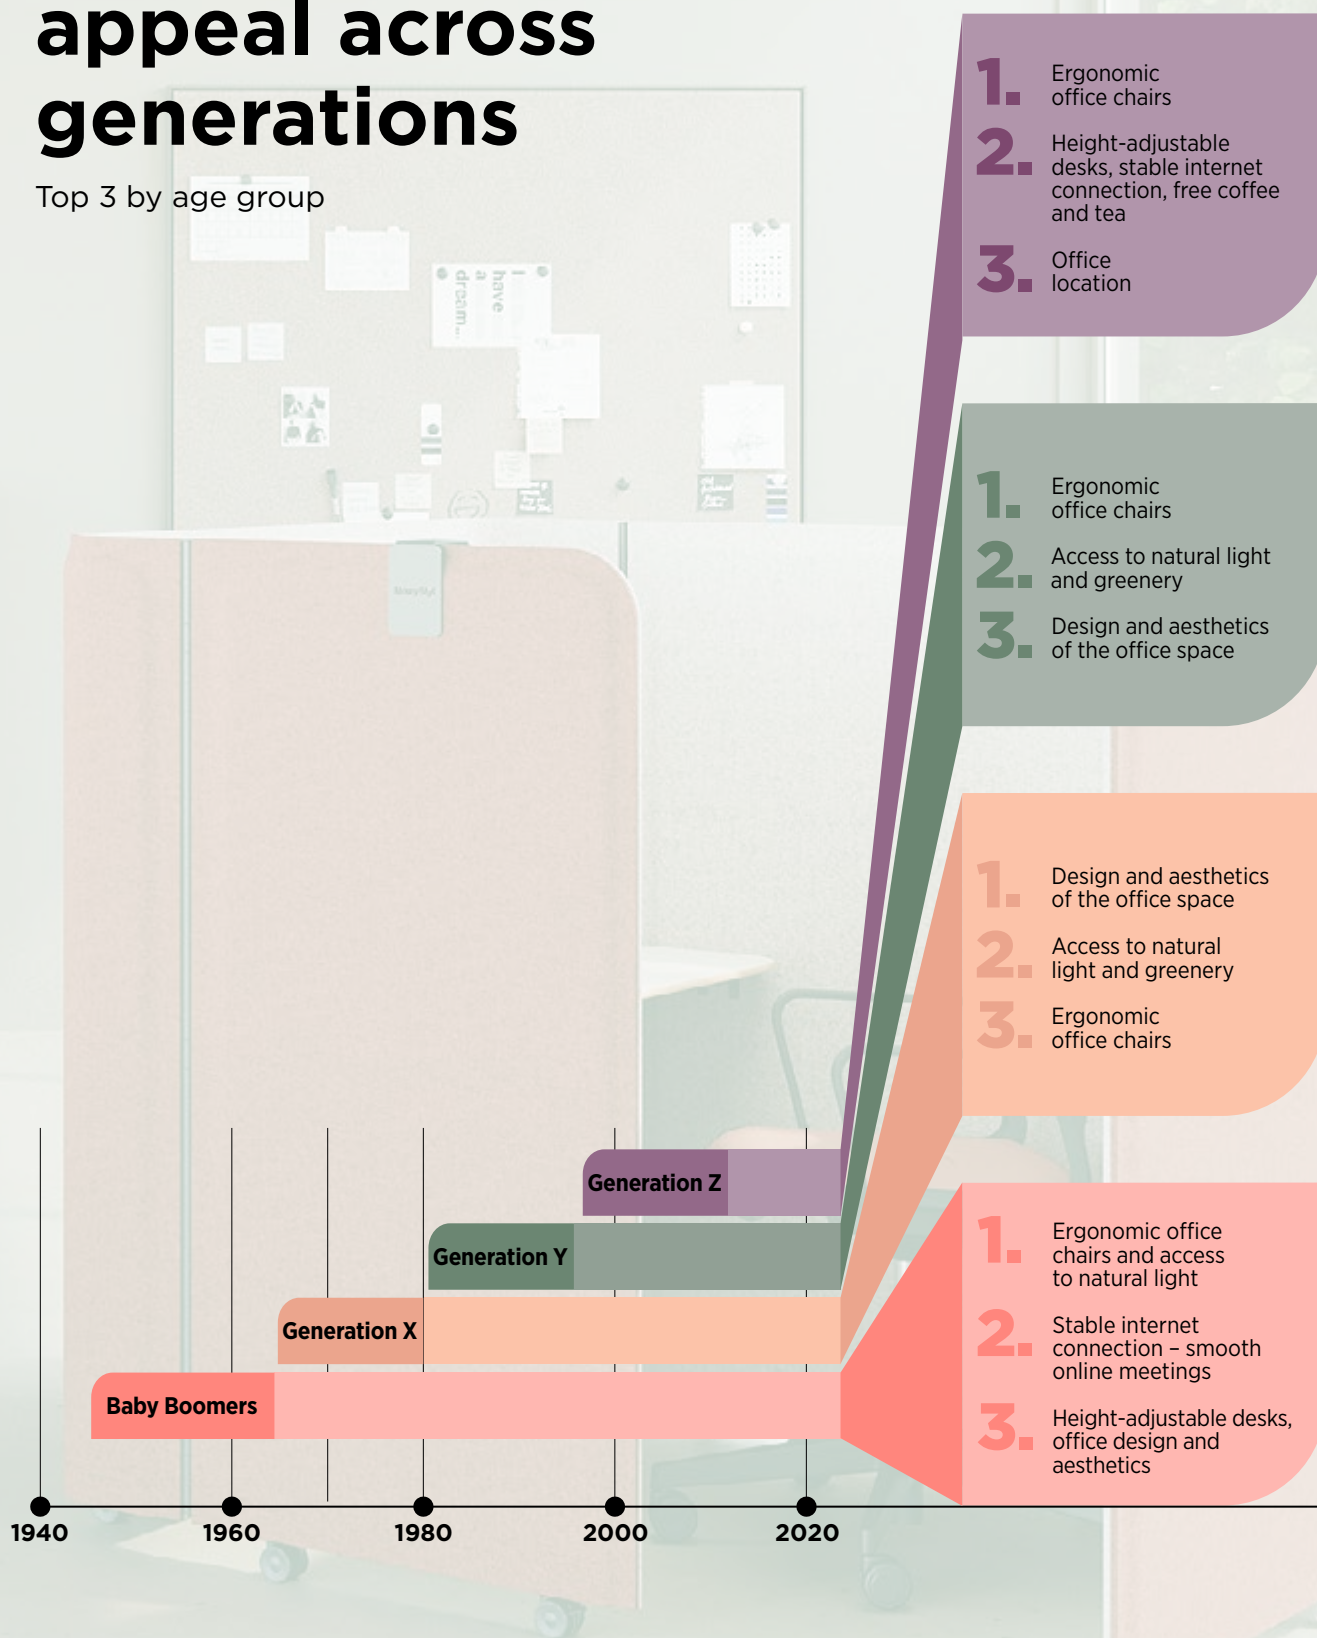 appeal across
generations
Top 3 by age group
I
have
a
dream...
1. Ergonomic
office chairs
2. Height-adjustable
desks, stable internet
connection, free coffee
and tea
3. Office
location
1. Ergonomic
office chairs
2. Access to natural light
and greenery
3. Design and aesthetics
of the office space
1. Design and aesthetics
of the office space
2. Access to natural
light and greenery
3. Ergonomic
office chairs
1. Ergonomic office
chairs and access
to natural light
2. Stable internet
connection – smooth
online meetings
3. Height-adjustable desks,
office design and
aesthetics
Generation Z
Generation Y
Generation X
Baby Boomers
1940 1960 1980 2000 2020